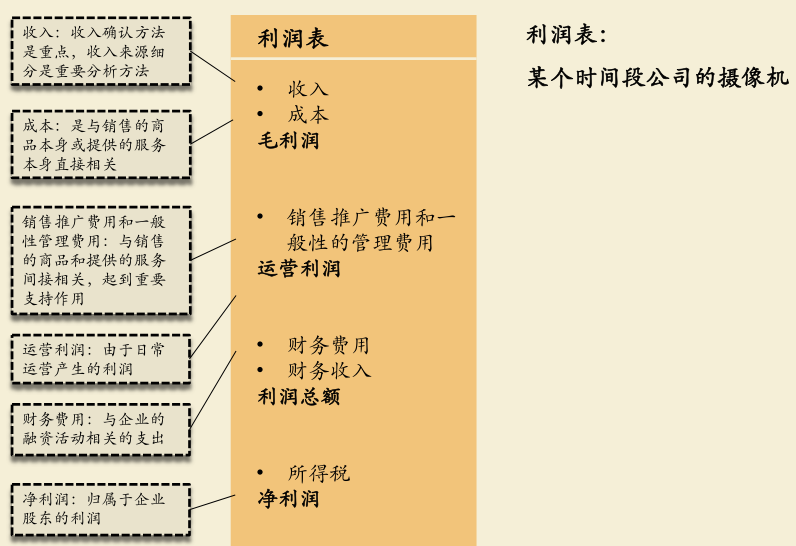 收入：收入确认方法
是重点，收入来源细
分是重要分析方法
成本：是与销售的商
品本身或提供的服务
本身直接相关
销售推广费用和一般
性管理费用：与销售
的商品和提供的服务
间接相关，起到重要
支持作用
运营利润：由于日常
运营产生的利润
财务费用：与企业的
融资活动相关的支出
净利润：归属于企业
股东的利润
利润表
• 收入
• 成本
毛利润
• 销售推广费用和一
般性的管理费用
运营利润
• 财务费用
• 财务收入
利润总额
• 所得税
净利润
利润表：
某个时间段公司的摄像机